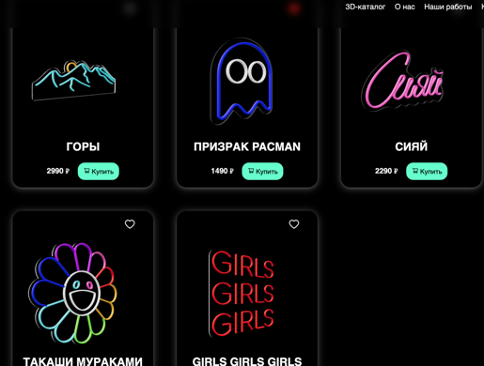 3D-каталог О нас Наши работы
ГОРЫ
2990 ₽ Купить
ПРИЗРАК PACMAN
1490 ₽ Купить
Сияй
СИЯЙ
2290 ₽ Купить
ТАКАШИ МУРАКАМИ
GIRLS
GIRLS
GIRLS
GIRLS GIRLS GIRLS